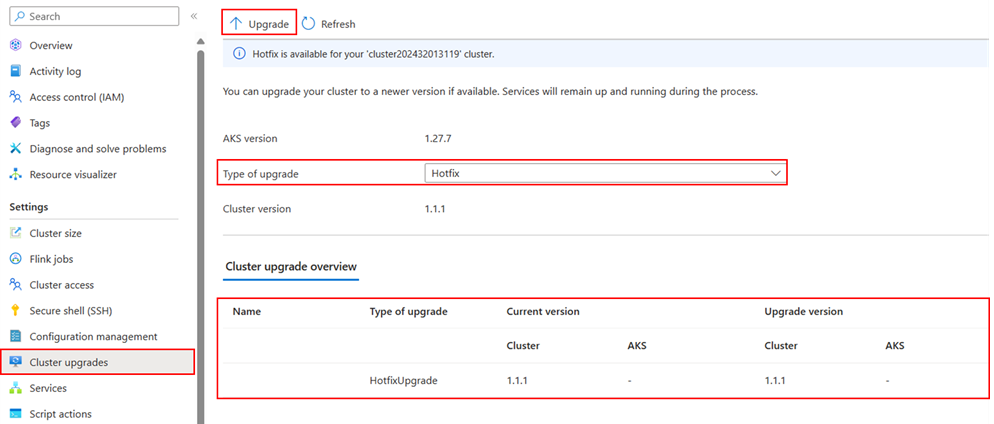 Search
«
Overview
Activity log
Access control (IAM)
Tags
Diagnose and solve problems
Resource visualizer
Settings
Cluster size
Flink jobs
Cluster access
Secure shell (SSH)
Configuration management
Cluster upgrades
Services
Script actions
Upgrade Refresh
Hotfix is available for your 'cluster202432013119' cluster.
You can upgrade your cluster to a newer version if available. Services will remain up and running during the process.
AKS version 1.27.7
Type of upgrade Hotfix
Cluster version 1.1.1
Cluster upgrade overview
Name Type of upgrade Current version Upgrade version
Cluster AKS Cluster AKS
HotfixUpgrade 1.1.1 - 1.1.1 -